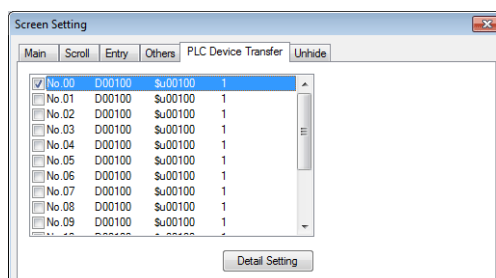 Screen Setting
Main Scroll Entry Others PLC Device Transfer Unhide
No.00 D00100 $u00100 1
No.01 D00100 $u00100 1
No.02 D00100 $u00100 1
No.03 D00100 $u00100 1
No.04 D00100 $u00100 1
No.05 D00100 $u00100 1
No.06 D00100 $u00100 1
No.07 D00100 $u00100 1
No.08 D00100 $u00100 1
No.09 D00100 $u00100 1
Detail Setting